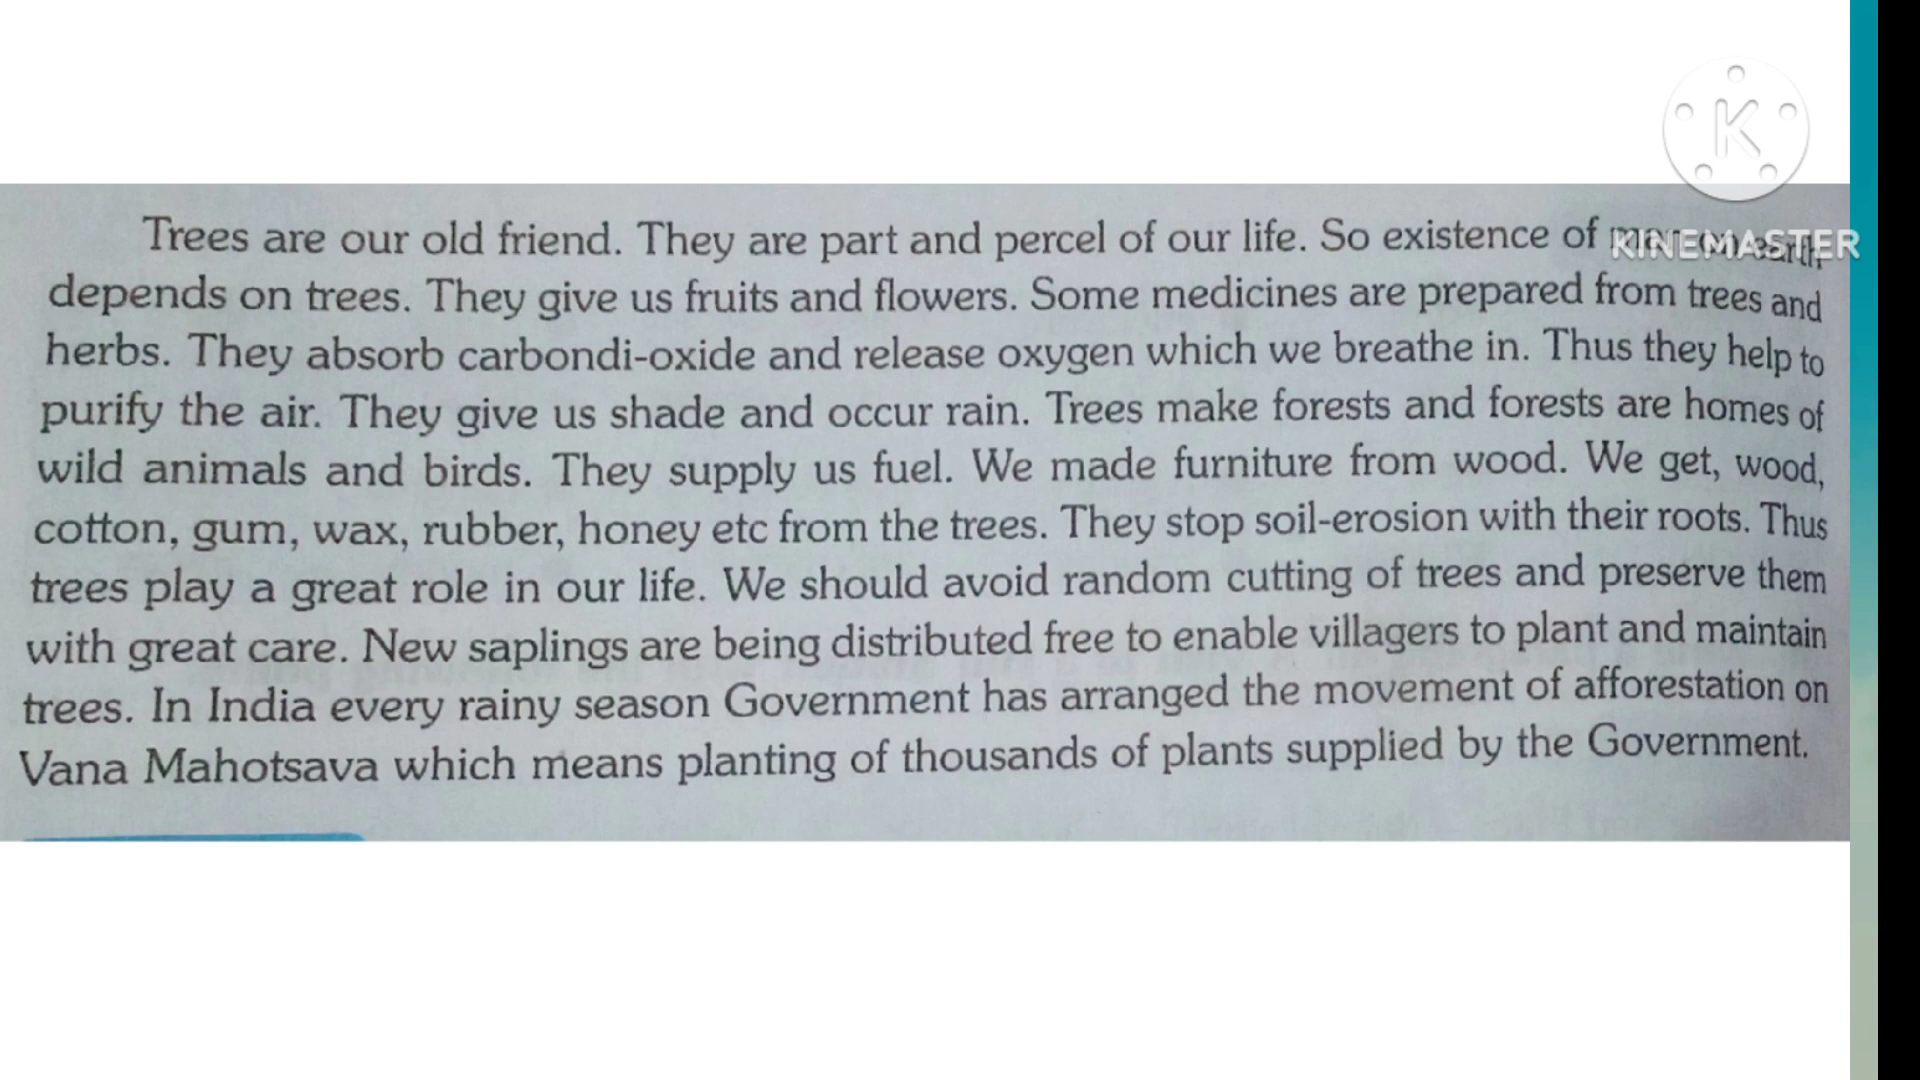 K
KINEMASTER
Trees are our old friend. They are part and percel of our life. So existence of man on earth
depends on trees. They give us fruits and flowers. Some medicines are prepared from trees and
herbs. They absorb carbondi-oxide and release oxygen which we breathe in. Thus they help to
purify the air. They give us shade and occur rain. Trees make forests and forests are homes of
wild animals and birds. They supply us fuel. We made furniture from wood. We get, wood,
cotton, gum, wax, rubber, honey etc from the trees. They stop soil-erosion with their roots. Thus
trees play a great role in our life. We should avoid random cutting of trees and preserve them
with great care. New saplings are being distributed free to enable villagers to plant and maintain
trees. In India every rainy season Government has arranged the movement of afforestation on
Vana Mahotsava which means planting of thousands of plants supplied by the Government.